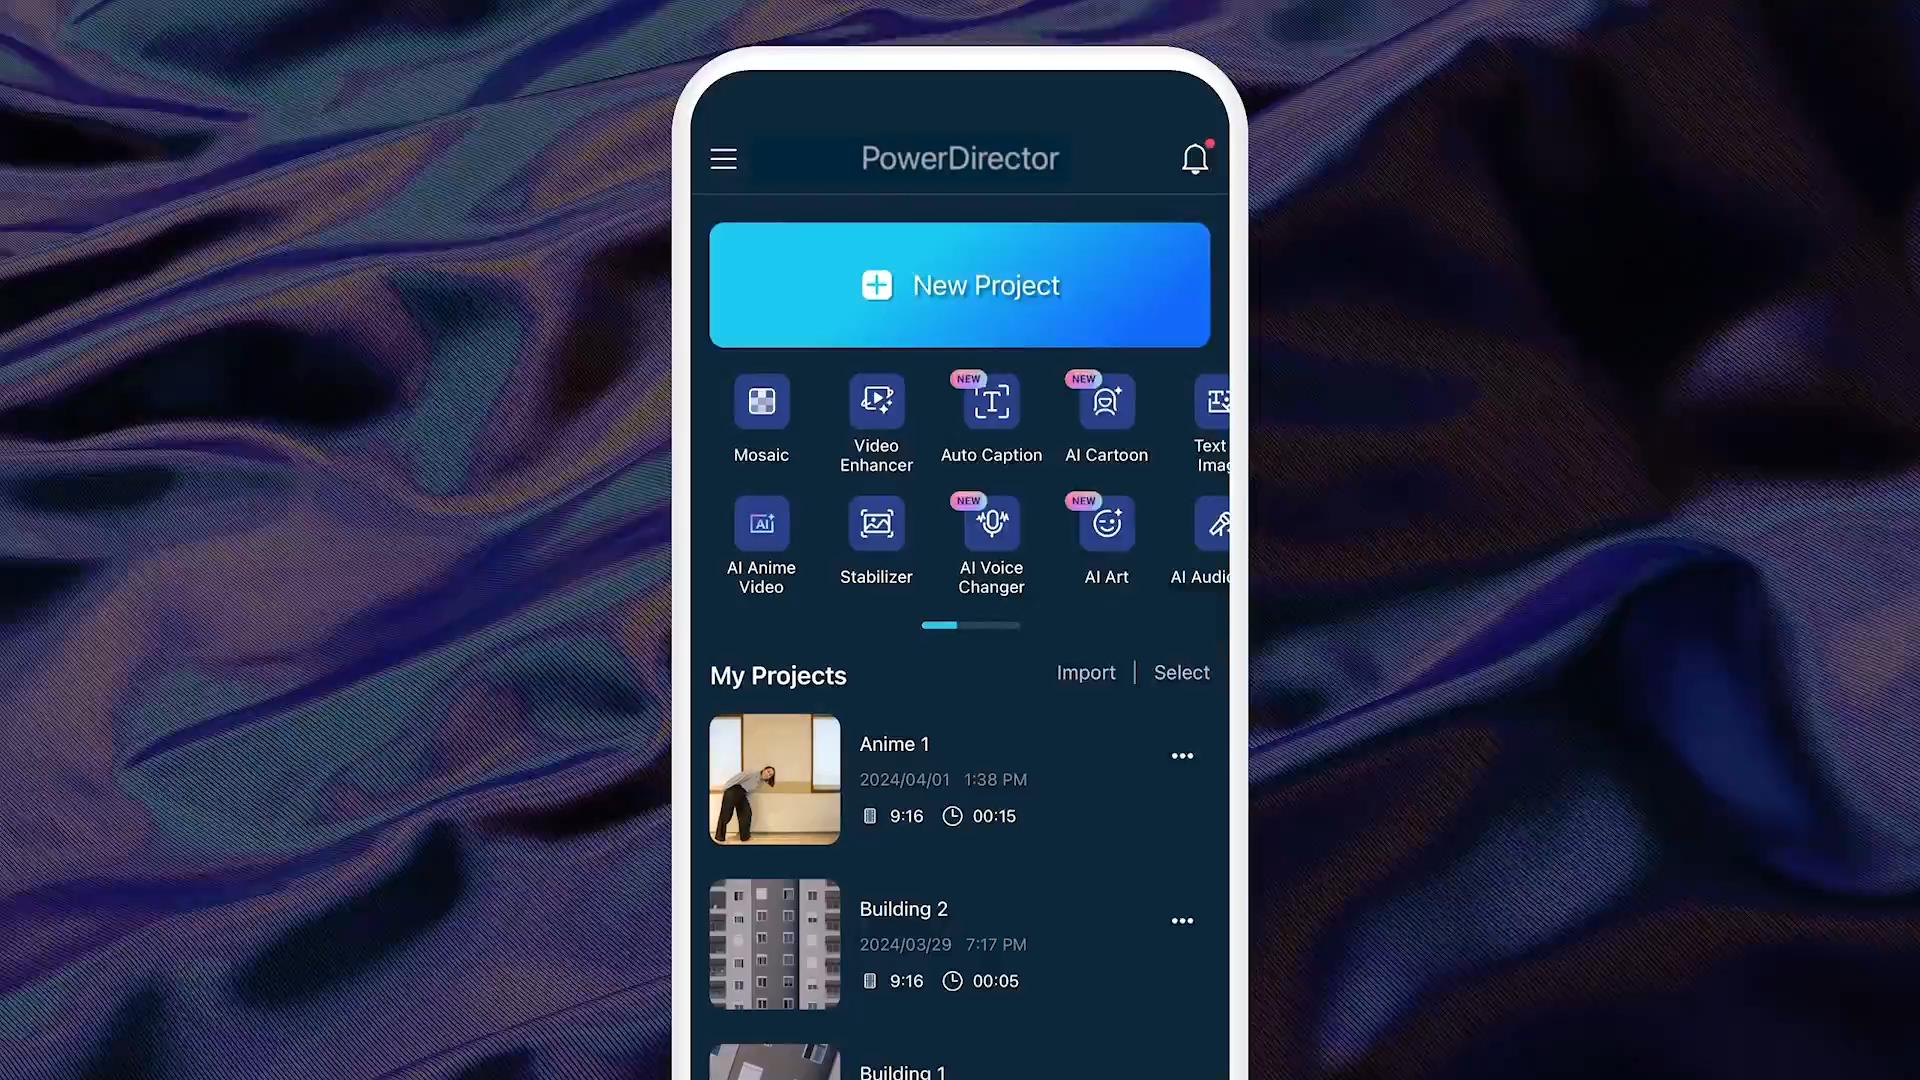 PowerDirector
New Project
NEW
NEW
Mosaic
Video
Enhancer
Auto Caption
AI Cartoon
Text
NEW
NEW
AI
AI Anime
Video
Stabilizer
AI Voice
Changer
AI Art
AI
My Projects
Import
Select
Anime 1
2024/04/01 1:38 PM
9:16 00:15
Building 2
2024/03/29 7:17 PM
9:16 00:05
Building 1